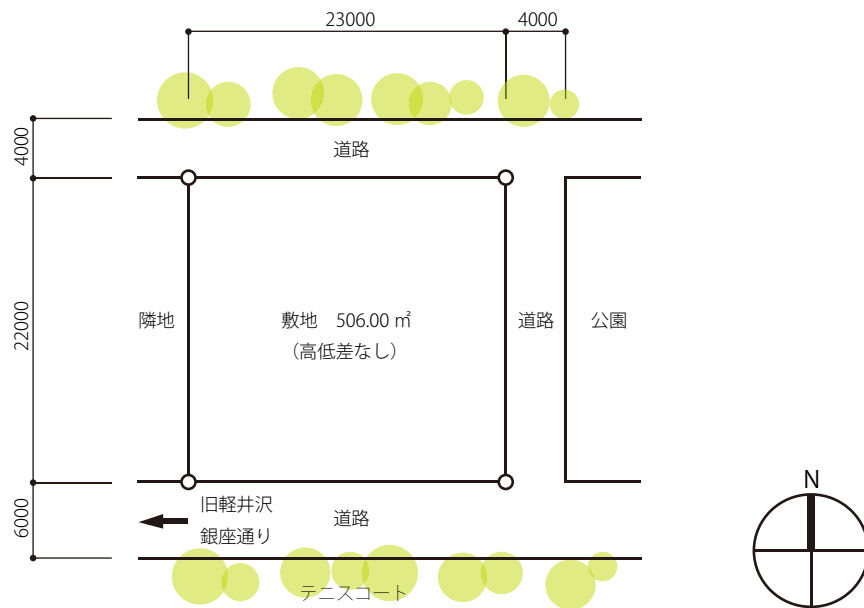 23000
4000
4000
道路
22000
隣地
敷地　506.00 ㎡
（高低差なし）
道路
公園
6000
旧軽井沢
銀座通り
道路
テニスコート
N